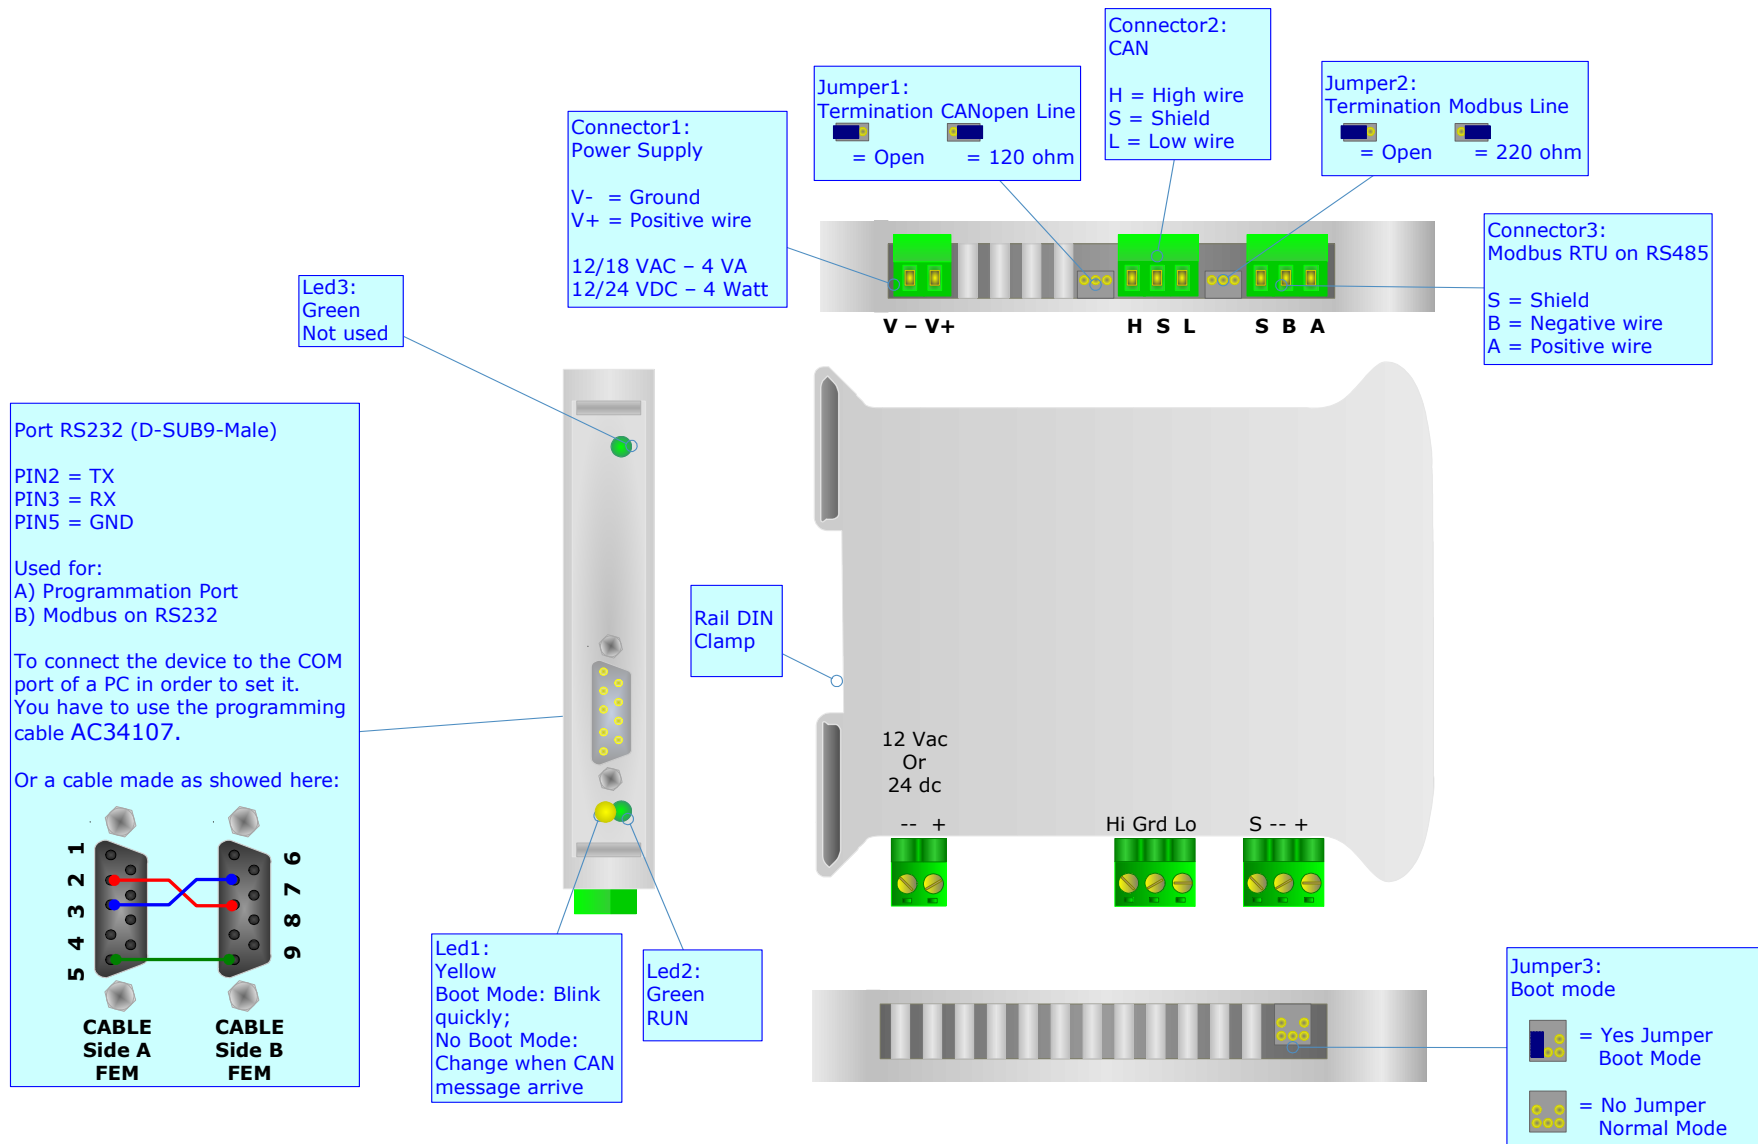 Connector2:
CAN
H = High wire
S = Shield
L = Low wire
Jumper1:
Termination CANopen Line
= Open
= 120 ohm
Jumper2:
Termination Modbus Line
= Open
= 220 ohm
Connector1:
Power Supply
V- = Ground
V+ = Positive wire
12/18 VAC – 4 VA
12/24 VDC – 4 Watt
Connector3:
Modbus RTU on RS485
S = Shield
B = Negative wire
A = Positive wire
V – V+
H S L
S B A
Led3:
Green
Not used
Port RS232 (D-SUB9-Male)
PIN2 = TX
PIN3 = RX
PIN5 = GND
Used for:
A) Programmation Port
B) Modbus on RS232
To connect the device to the COM
port of a PC in order to set it.
You have to use the programming
cable AC34107.
Or a cable made as showed here:
1
2
3
4
5
6
7
8
9
CABLE
Side A
FEM
CABLE
Side B
FEM
Rail DIN
Clamp
12 Vac
Or
24 dc
-- +
Hi Grd Lo
S -- +
Led1:
Yellow
Boot Mode: Blink
quickly;
No Boot Mode:
Change when CAN
message arrive
Led2:
Green
RUN
Jumper3:
Boot mode
= Yes Jumper
Boot Mode
= No Jumper
Normal Mode